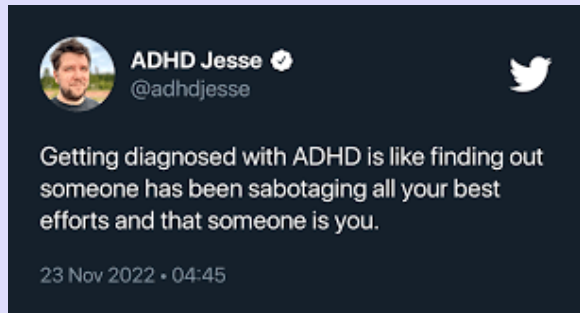 ADHD Jesse
@adhdjesse
Getting diagnosed with ADHD is like finding out
someone has been sabotaging all your best
efforts and that someone is you.
23 Nov 2022 • 04:45